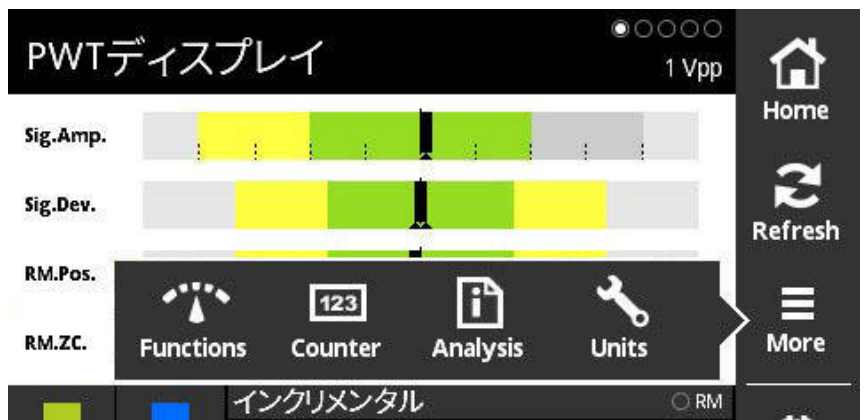 PWTディスプレイ
1 Vpp
Home
Sig.Amp.
Sig.Dev.
Refresh
RM.Pos.
123
Functions
Counter
Analysis
Units
More
RM.ZC.
インクリメンタル
RM